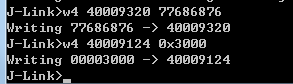 J-Link>w4 40009320 77686876
Writing 77686876 -> 40009320
J-Link>w4 40009124 0x3000
Writing 00003000 -> 40009124
J-Link>